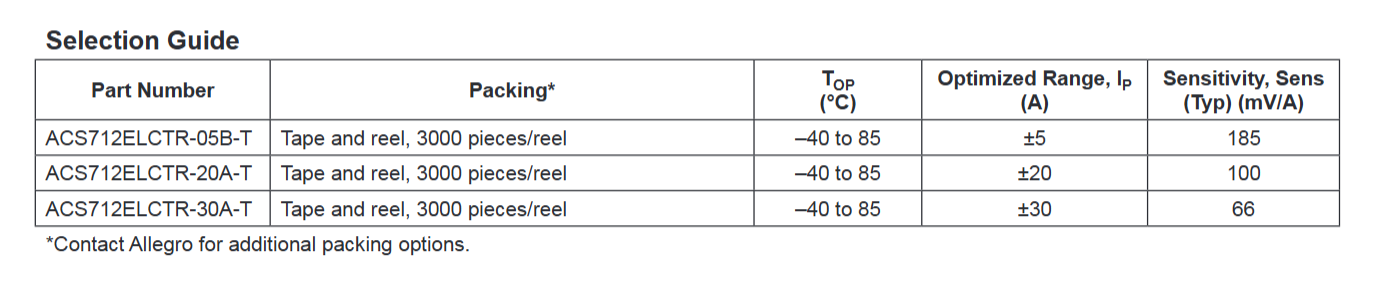 Selection Guide
Part Number Packing* TOP (°C) Optimized Range, IP (A) Sensitivity, Sens (Typ) (mV/A)
ACS712ELCTR-05B-T Tape and reel, 3000 pieces/reel –40 to 85 ±5 185
ACS712ELCTR-20A-T Tape and reel, 3000 pieces/reel –40 to 85 ±20 100
ACS712ELCTR-30A-T Tape and reel, 3000 pieces/reel –40 to 85 ±30 66
*Contact Allegro for additional packing options.